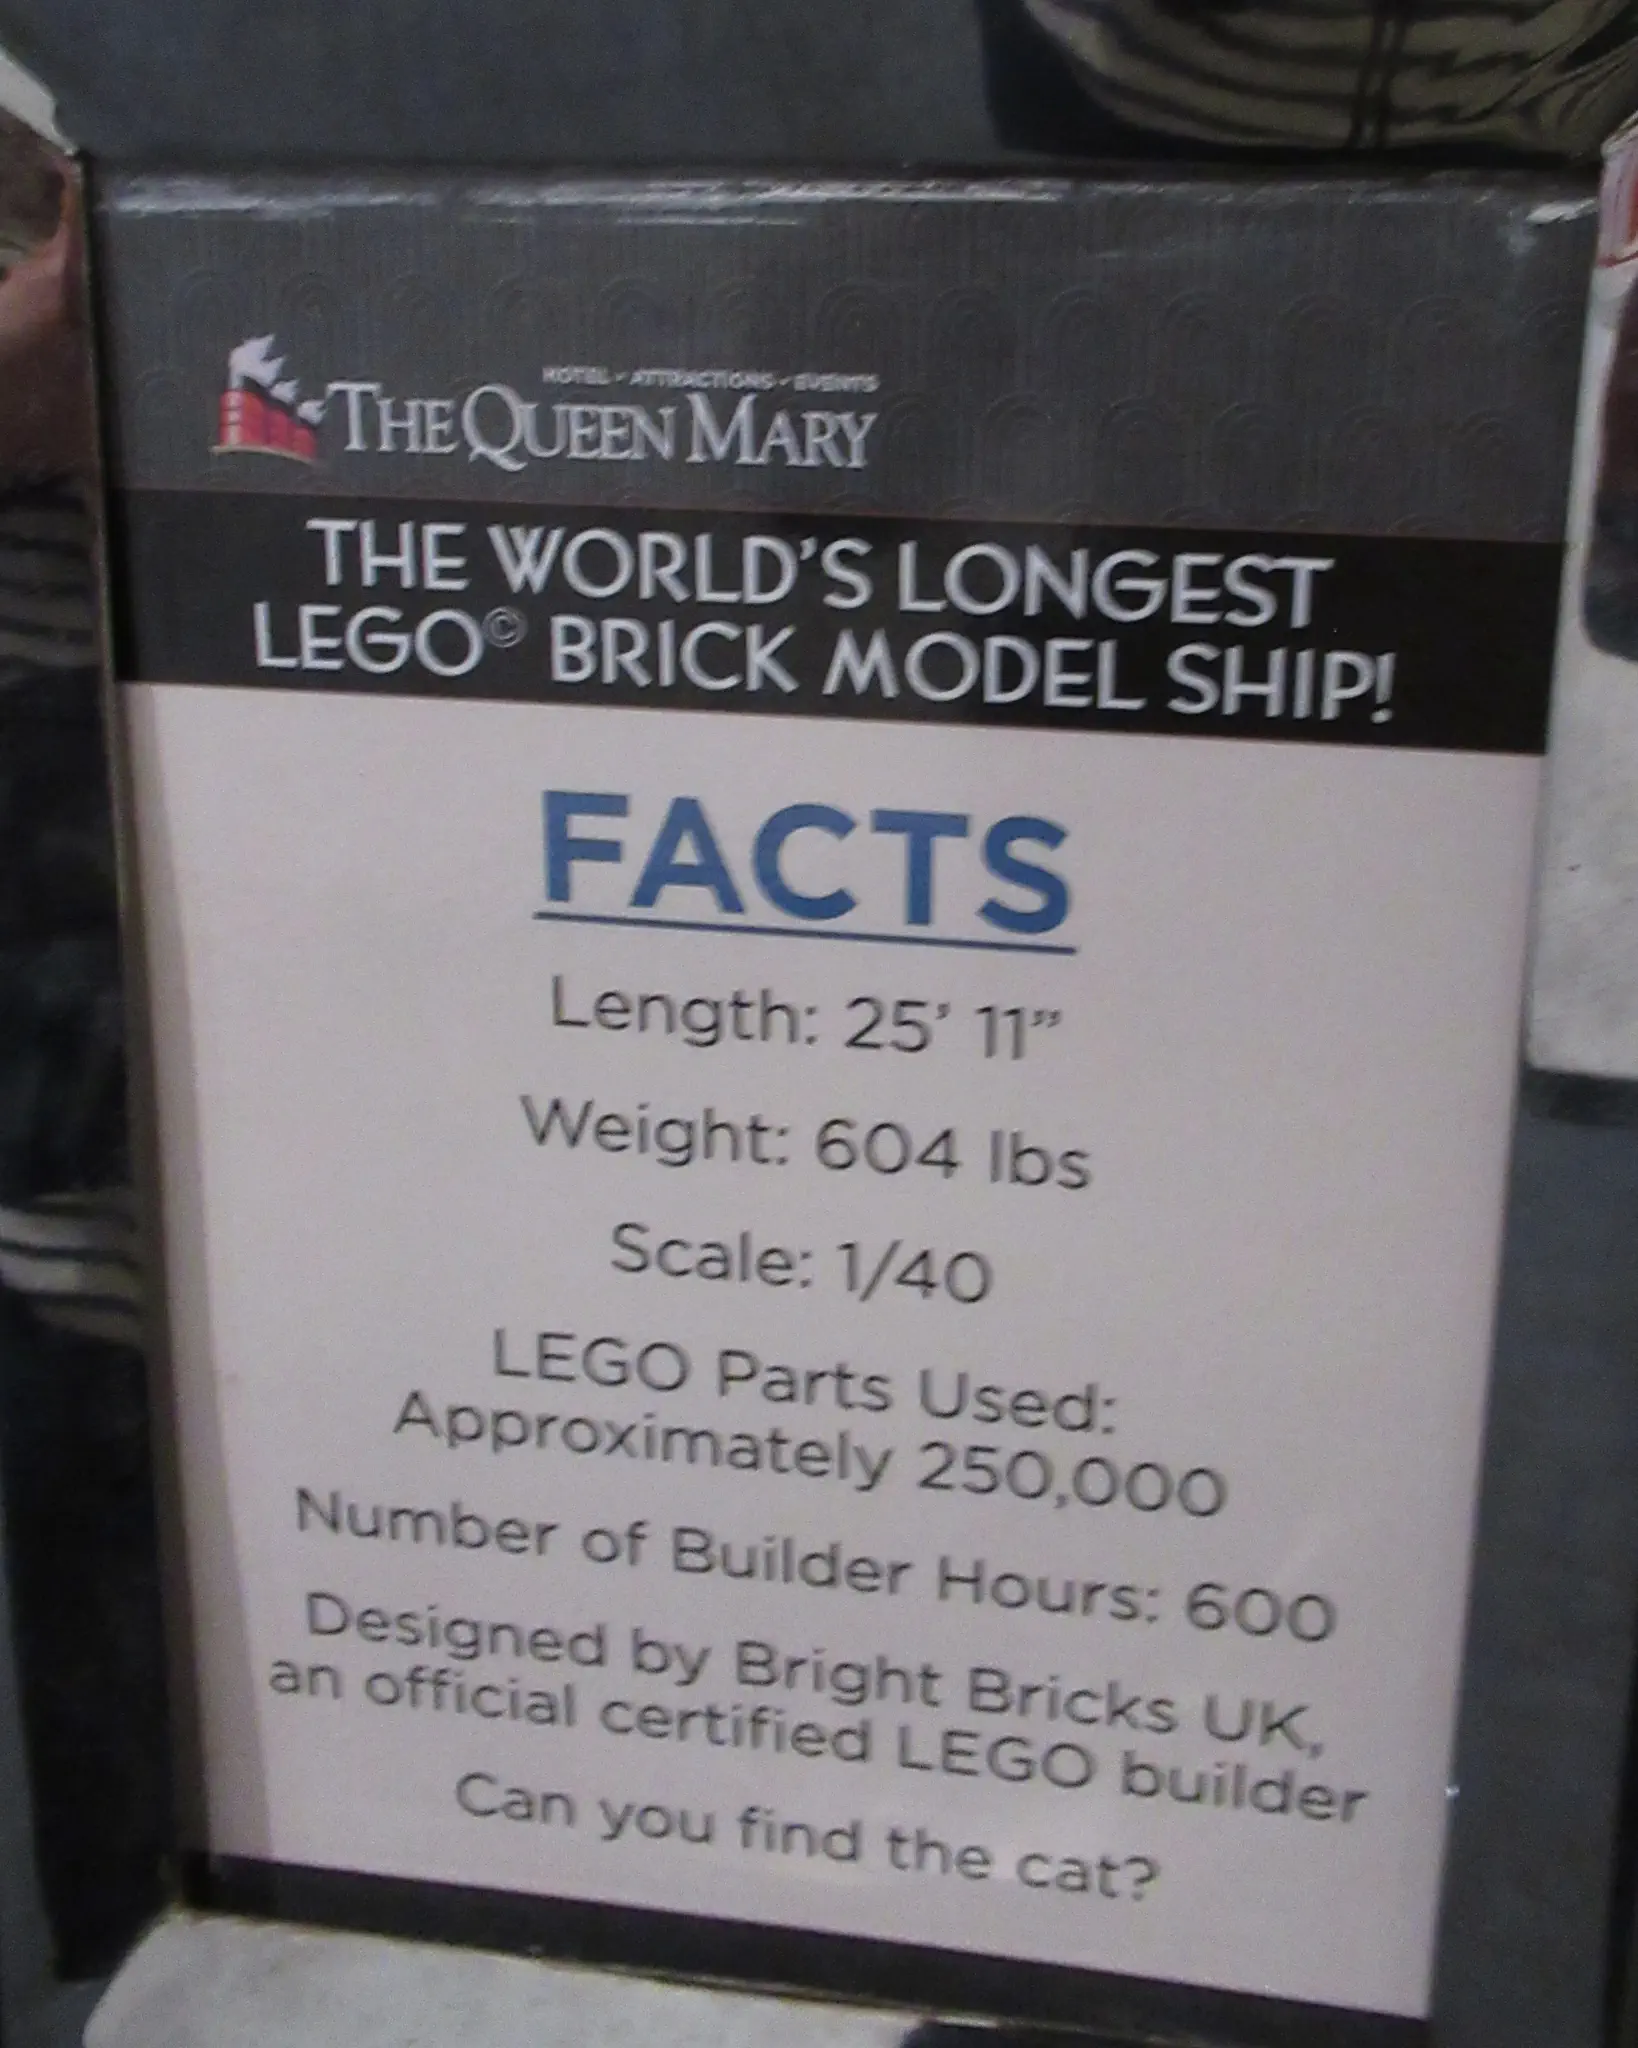 HOTEL • ATTRACTIONS • EVENTS
THE QUEEN MARY
THE WORLD'S LONGEST
LEGO© BRICK MODEL SHIP!
FACTS
Length: 25' 11”
Weight: 604 lbs
Scale: 1/40
LEGO Parts Used:
Approximately 250,000
Number of Builder Hours: 600
Designed by Bright Bricks UK,
an official certified LEGO builder
Can you find the cat?